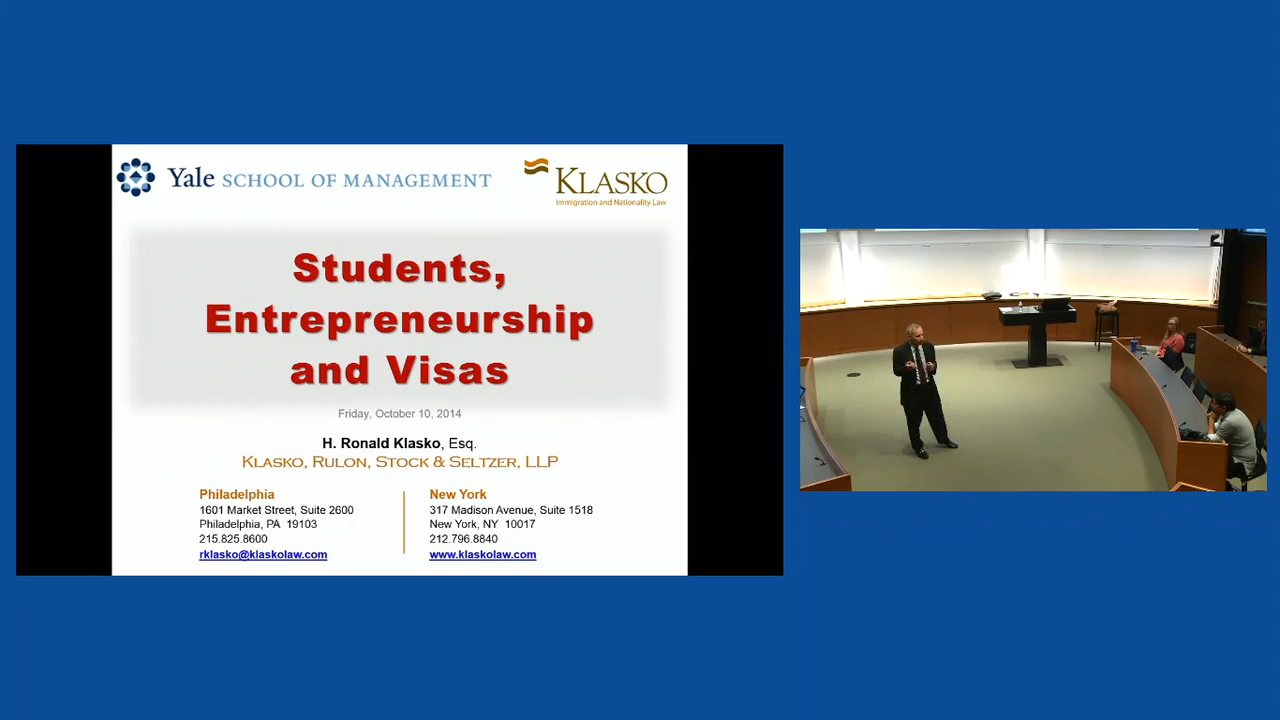 Yale SCHOOL OF MANAGEMENT
KLASKO
Immigration and Nationality Law
Students,
Entrepreneurship
and Visas
Friday, October 10, 2014
H. Ronald Klasko, Esq.
KLASKO, RULON, STOCK & SELTZER, LLP
Philadelphia
1601 Market Street, Suite 2600
Philadelphia, PA 19103
215.825.8600
rklasko@klaskolaw.com
New York
317 Madison Avenue, Suite 1518
New York, NY 10017
212.796.8840
www.klaskolaw.com